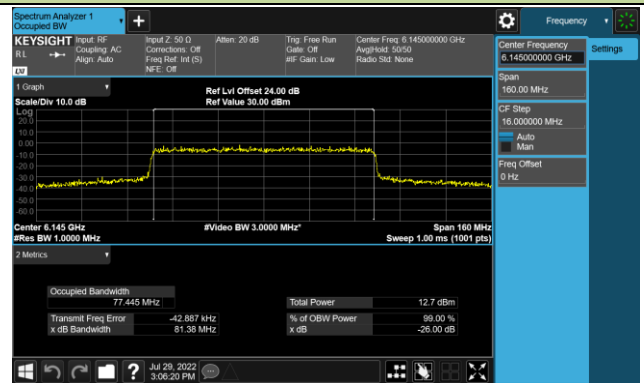 Spectrum Analyzer 1
Occupied BW
Frequency
KEYSIGHT
RL
Input: RF
Coupling: AC
Align: Auto
Input Z: 50 Ω
Corrections: Off
Freq Ref: Int (S)
NFE: Off
Atten: 20 dB
Trig: Free Run
Gate: Off
#IF Gain: Low
Center Freq: 6.145000000 GHz
Avg|Hold: 50/50
Radio Std: None
Center Frequency
6.145000000 GHz
Settings
Span
160.00 MHz
CF Step
16.000000 MHz
Auto
Man
Freq Offset
0 Hz
1 Graph
Ref Lvl Offset 24.00 dB
Scale/Div 10.0 dB
Ref Value 30.00 dBm
Log
20.0
10.0
0.00
-10.0
-20.0
-30.0
-40.0
-50.0
-60.0
Center 6.145 GHz
#Video BW 3.0000 MHz*
Span 160 MHz
#Res BW 1.0000 MHz
Sweep 1.00 ms (1001 pts)
2 Metrics
Occupied Bandwidth
77.445 MHz
Total Power
12.7 dBm
Transmit Freq Error
-42.887 kHz
% of OBW Power
99.00 %
x dB Bandwidth
81.38 MHz
x dB
-26.00 dB
?
Jul 29, 2022
3:06:20 PM